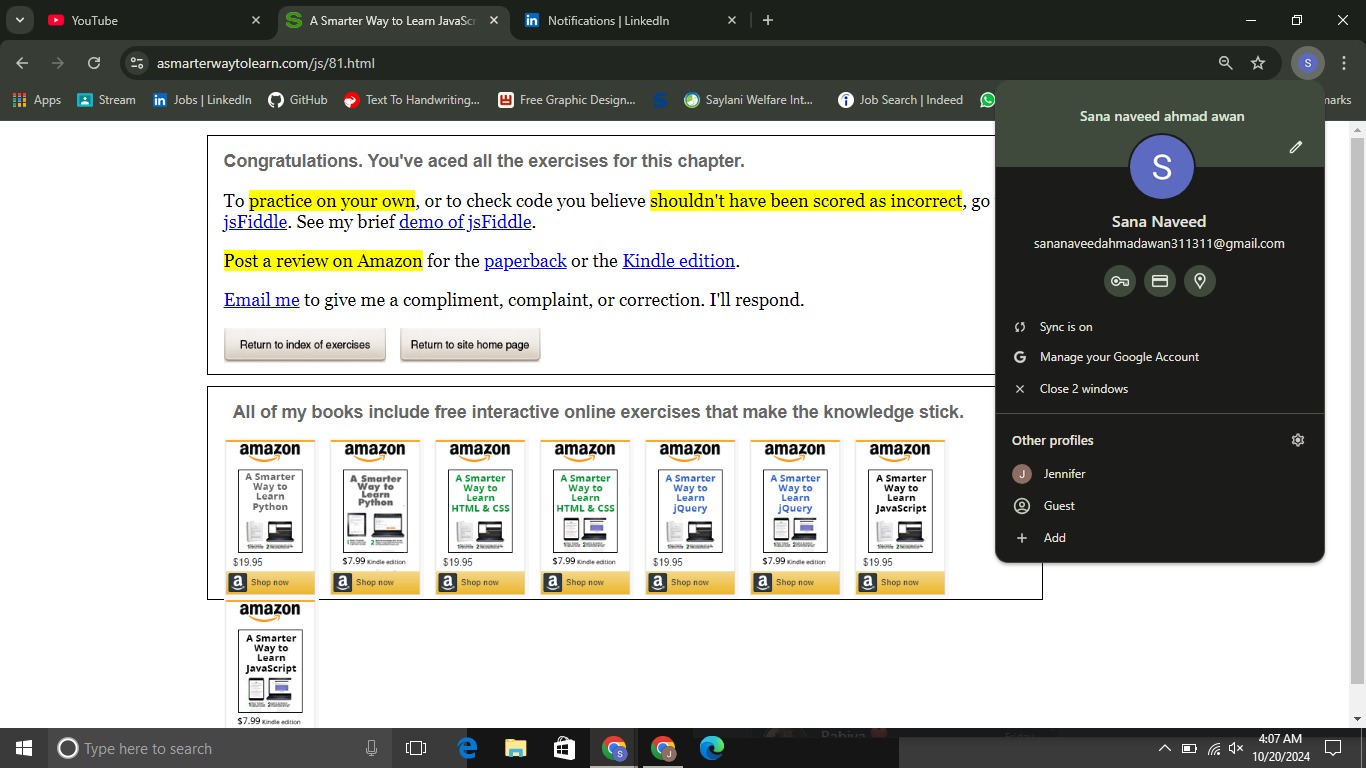 YouTube
A Smarter Way to Learn JavaScr
in Notifications | LinkedIn
asmarterwaytolearn.com/js/81.html
S
Apps
Stream
in Jobs | LinkedIn
GitHub
Text To Handwriting...
Free Graphic Design...
Saylani Welfare Int...
Job Search | Indeed
marks
Congratulations. You've aced all the exercises for this chapter.
To practice on your own, or to check code you believe shouldn't have been scored as incorrect, go
jsFiddle. See my brief demo of jsFiddle.
Post a review on Amazon for the paperback or the Kindle edition.
Email me to give me a compliment, complaint, or correction. I'll respond.
Return to index of exercises
Return to site home page
All of my books include free interactive online exercises that make the knowledge stick.
amazon
A Smarter
Way to
Learn
Python
$19.95
a Shop now
amazon
A Smarter
Way to
Learn
Python
$7.99 Kindle edition
a Shop now
amazon
A Smarter
Way to
Learn
HTML & CSS
$19.95
a Shop now
amazon
A Smarter
Way to
Learn
HTML & CSS
$7.99 Kindle edition
a Shop now
amazon
A Smarter
Way to
Learn
jQuery
$19.95
a Shop now
amazon
A Smarter
Way to
Learn
jQuery
$7.99 Kindle edition
a Shop now
amazon
A Smarter
Way to
Learn
JavaScript
$19.95
a Shop now
amazon
A Smarter
Way to
Learn
JavaScript
$7.99 Kindle edition
Sana naveed ahmad awan
S
Sana Naveed
sananaveedahmadawan311311@gmail.com
Sync is on
G Manage your Google Account
Close 2 windows
Other profiles
J Jennifer
Guest
Add
Type here to search
4:07 AM
10/20/2024